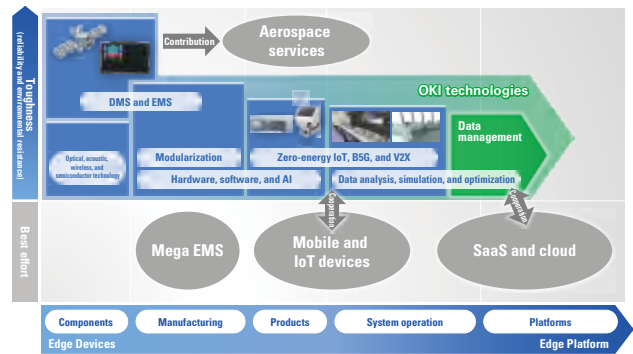 Toughness
(reliability and environmental
resistance)
Contribution
Aerospace
services
OKI technologies
DMS and EMS
Data
management
Optical, acoustic,
wireless, and
semiconductor technology
Modularization
Zero-energy IoT, B5G, and V2X
Hardware, software, and AI
Data analysis, simulation, and optimization
Cooperation
Cooperation
Best effort
Mega EMS
Mobile and
IoT devices
SaaS and cloud
Components
Manufacturing
Products
System operation
Platforms
Edge Devices
Edge Platform